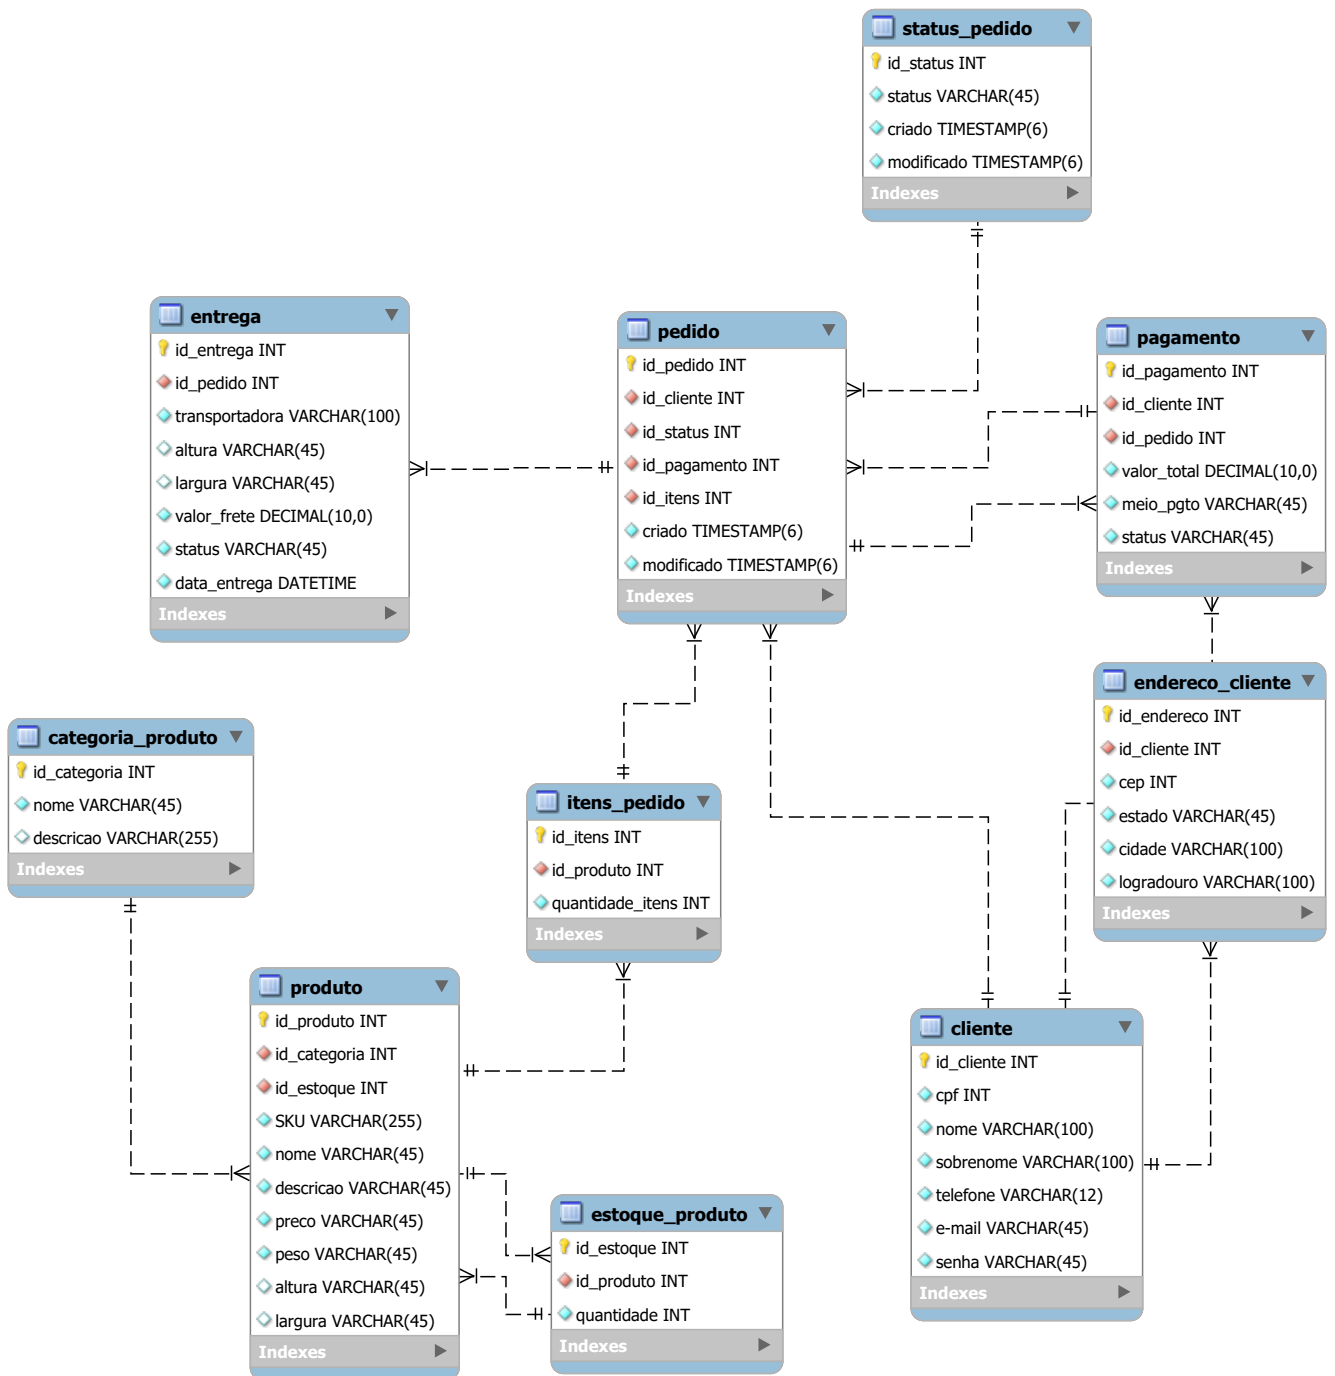 status_pedido
id_status INT
status VARCHAR(45)
criado TIMESTAMP(6)
modificado TIMESTAMP(6)
Indexes
entrega
id_entrega INT
id_pedido INT
transportadora VARCHAR(100)
altura VARCHAR(45)
largura VARCHAR(45)
valor_frete DECIMAL(10,0)
status VARCHAR(45)
data_entrega DATETIME
Indexes
pedido
id_pedido INT
id_cliente INT
id_status INT
id_pagamento INT
id_itens INT
criado TIMESTAMP(6)
modificado TIMESTAMP(6)
Indexes
pagamento
id_pagamento INT
id_cliente INT
id_pedido INT
valor_total DECIMAL(10,0)
meio_pgto VARCHAR(45)
status VARCHAR(45)
Indexes
endereco_cliente
id_endereco INT
id_cliente INT
cep INT
estado VARCHAR(45)
cidade VARCHAR(100)
logradouro VARCHAR(100)
Indexes
categoria_produto
id_categoria INT
nome VARCHAR(45)
descricao VARCHAR(255)
Indexes
itens_pedido
id_itens INT
id_produto INT
quantidade_itens INT
Indexes
produto
id_produto INT
id_categoria INT
id_estoque INT
SKU VARCHAR(255)
nome VARCHAR(45)
descricao VARCHAR(45)
preco VARCHAR(45)
peso VARCHAR(45)
altura VARCHAR(45)
largura VARCHAR(45)
Indexes
estoque_produto
id_estoque INT
id_produto INT
quantidade INT
Indexes
cliente
id_cliente INT
cpf INT
nome VARCHAR(100)
sobrenome VARCHAR(100)
telefone VARCHAR(12)
e-mail VARCHAR(45)
senha VARCHAR(45)
Indexes